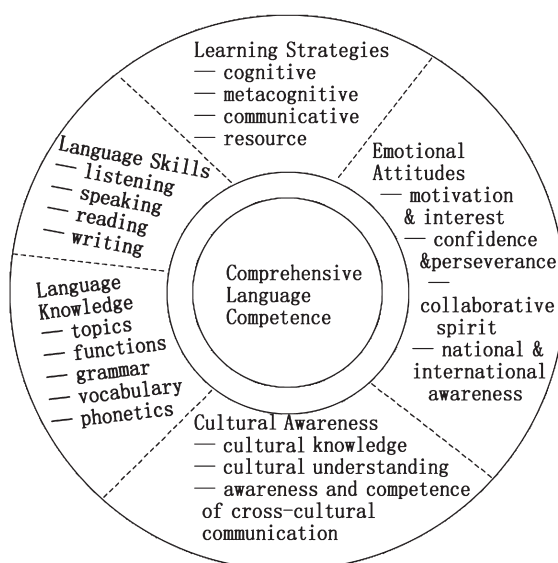 Learning Strategies
— cognitive
— metacognitive
— communicative
— resource
Emotional
Attitudes
— motivation
& interest
— confidence
&perseverance
—
collaborative
spirit
— national &
international
awareness
Cultural Awareness
— cultural knowledge
— cultural understanding
— awareness and competence
of cross-cultural
communication
Language
Knowledge
— topics
— functions
— grammar
— vocabulary
— phonetics
Language Skills
— listening
— speaking
— reading
— writing
Comprehensive
Language
Competence